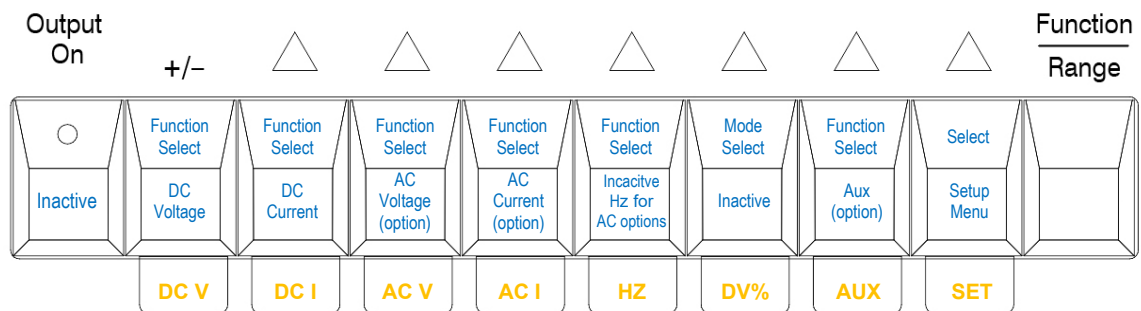 Output
On
+/–
Function
Range
Function
Select
Function
Select
Function
Select
Function
Select
Function
Select
Mode
Select
Function
Select
Select
Inactive
DC
Voltage
DC
Current
AC
Voltage
(option)
AC
Current
(option)
Incacitve
Hz for
AC options
Inactive
Aux
(option)
Setup
Menu
DC V
DC I
AC V
AC I
HZ
DV%
AUX
SET